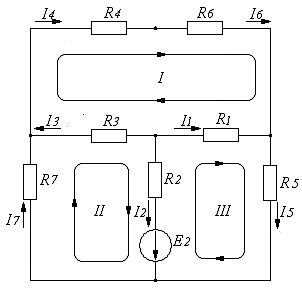 I4 R4 R6 I6
I
I3 R3 I1 R1
R7 R2 R5
I7 II I2 E2 III I5